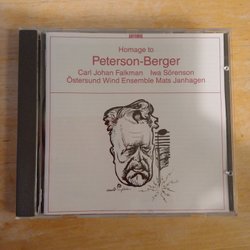 Homage to
Peterson-Berger
Carl Johan Falkman Iwa Sörenson
Östersund Wind Ensemble Mats Janhagen